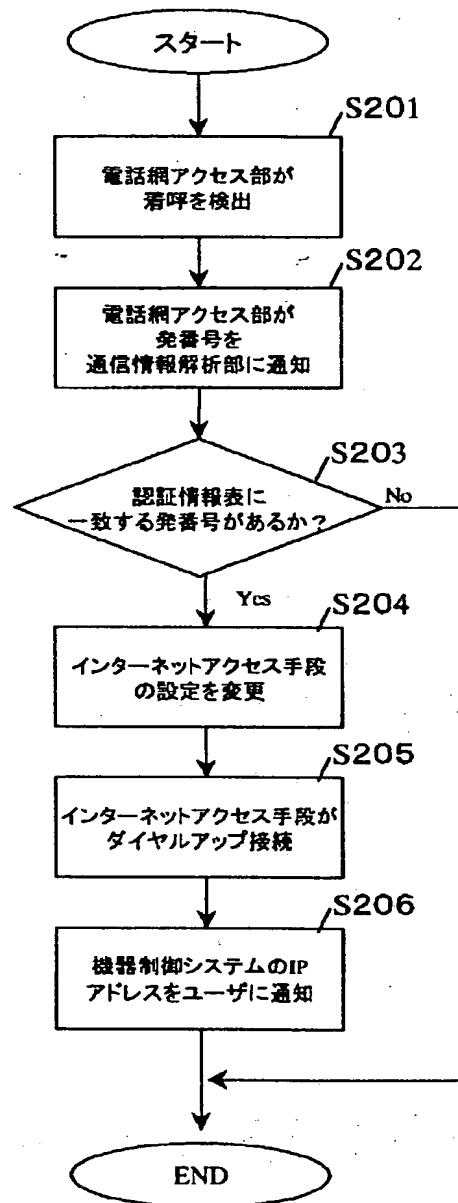 スタート
S201
電話網アクセス部が
着呼を検出
S202
電話網アクセス部が
発番号を
通信情報解析部に通知
S203
認証情報表に
一致する発番号があるか？
No
Yes
S204
インターネットアクセス手段
の設定を変更
S205
インターネットアクセス手段が
ダイヤルアップ接続
S206
機器制御システムのIP
アドレスをユーザに通知
END